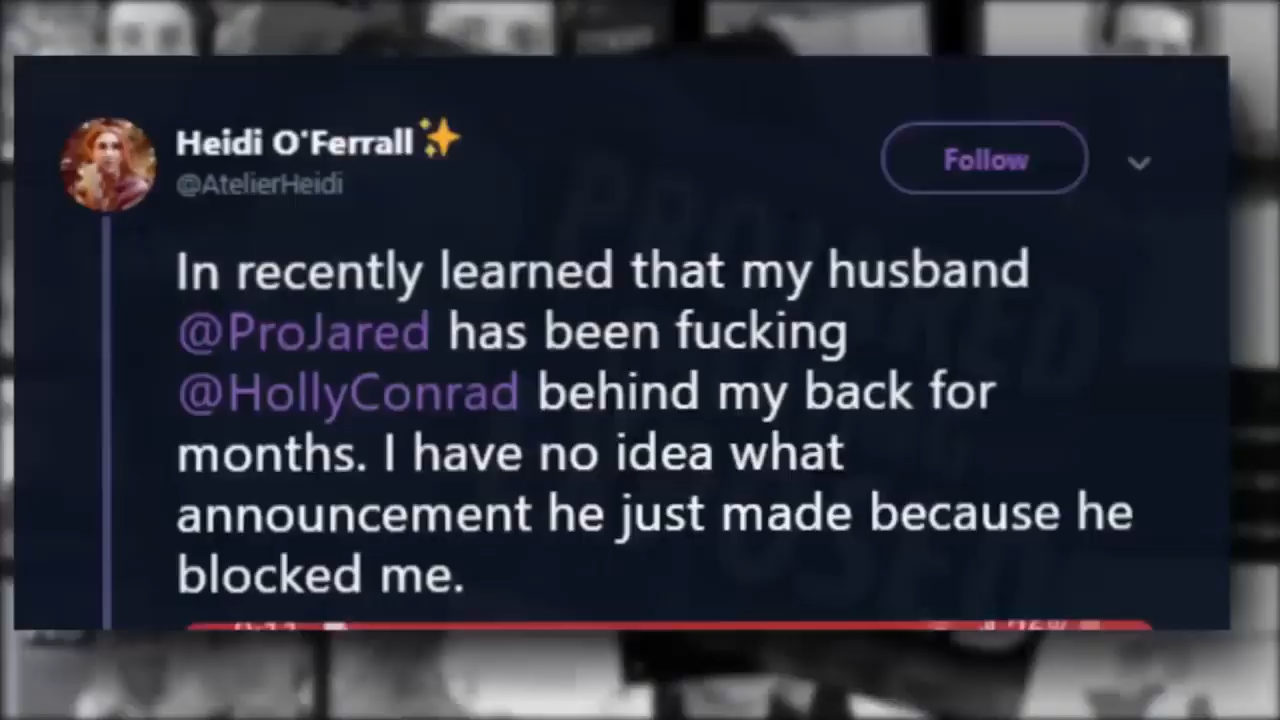 Heidi O'Ferrall✨
@AtelierHeidi
Follow
In recently learned that my husband
@ProJared has been fucking
@HollyConrad behind my back for
months. I have no idea what
announcement he just made because he
blocked me.